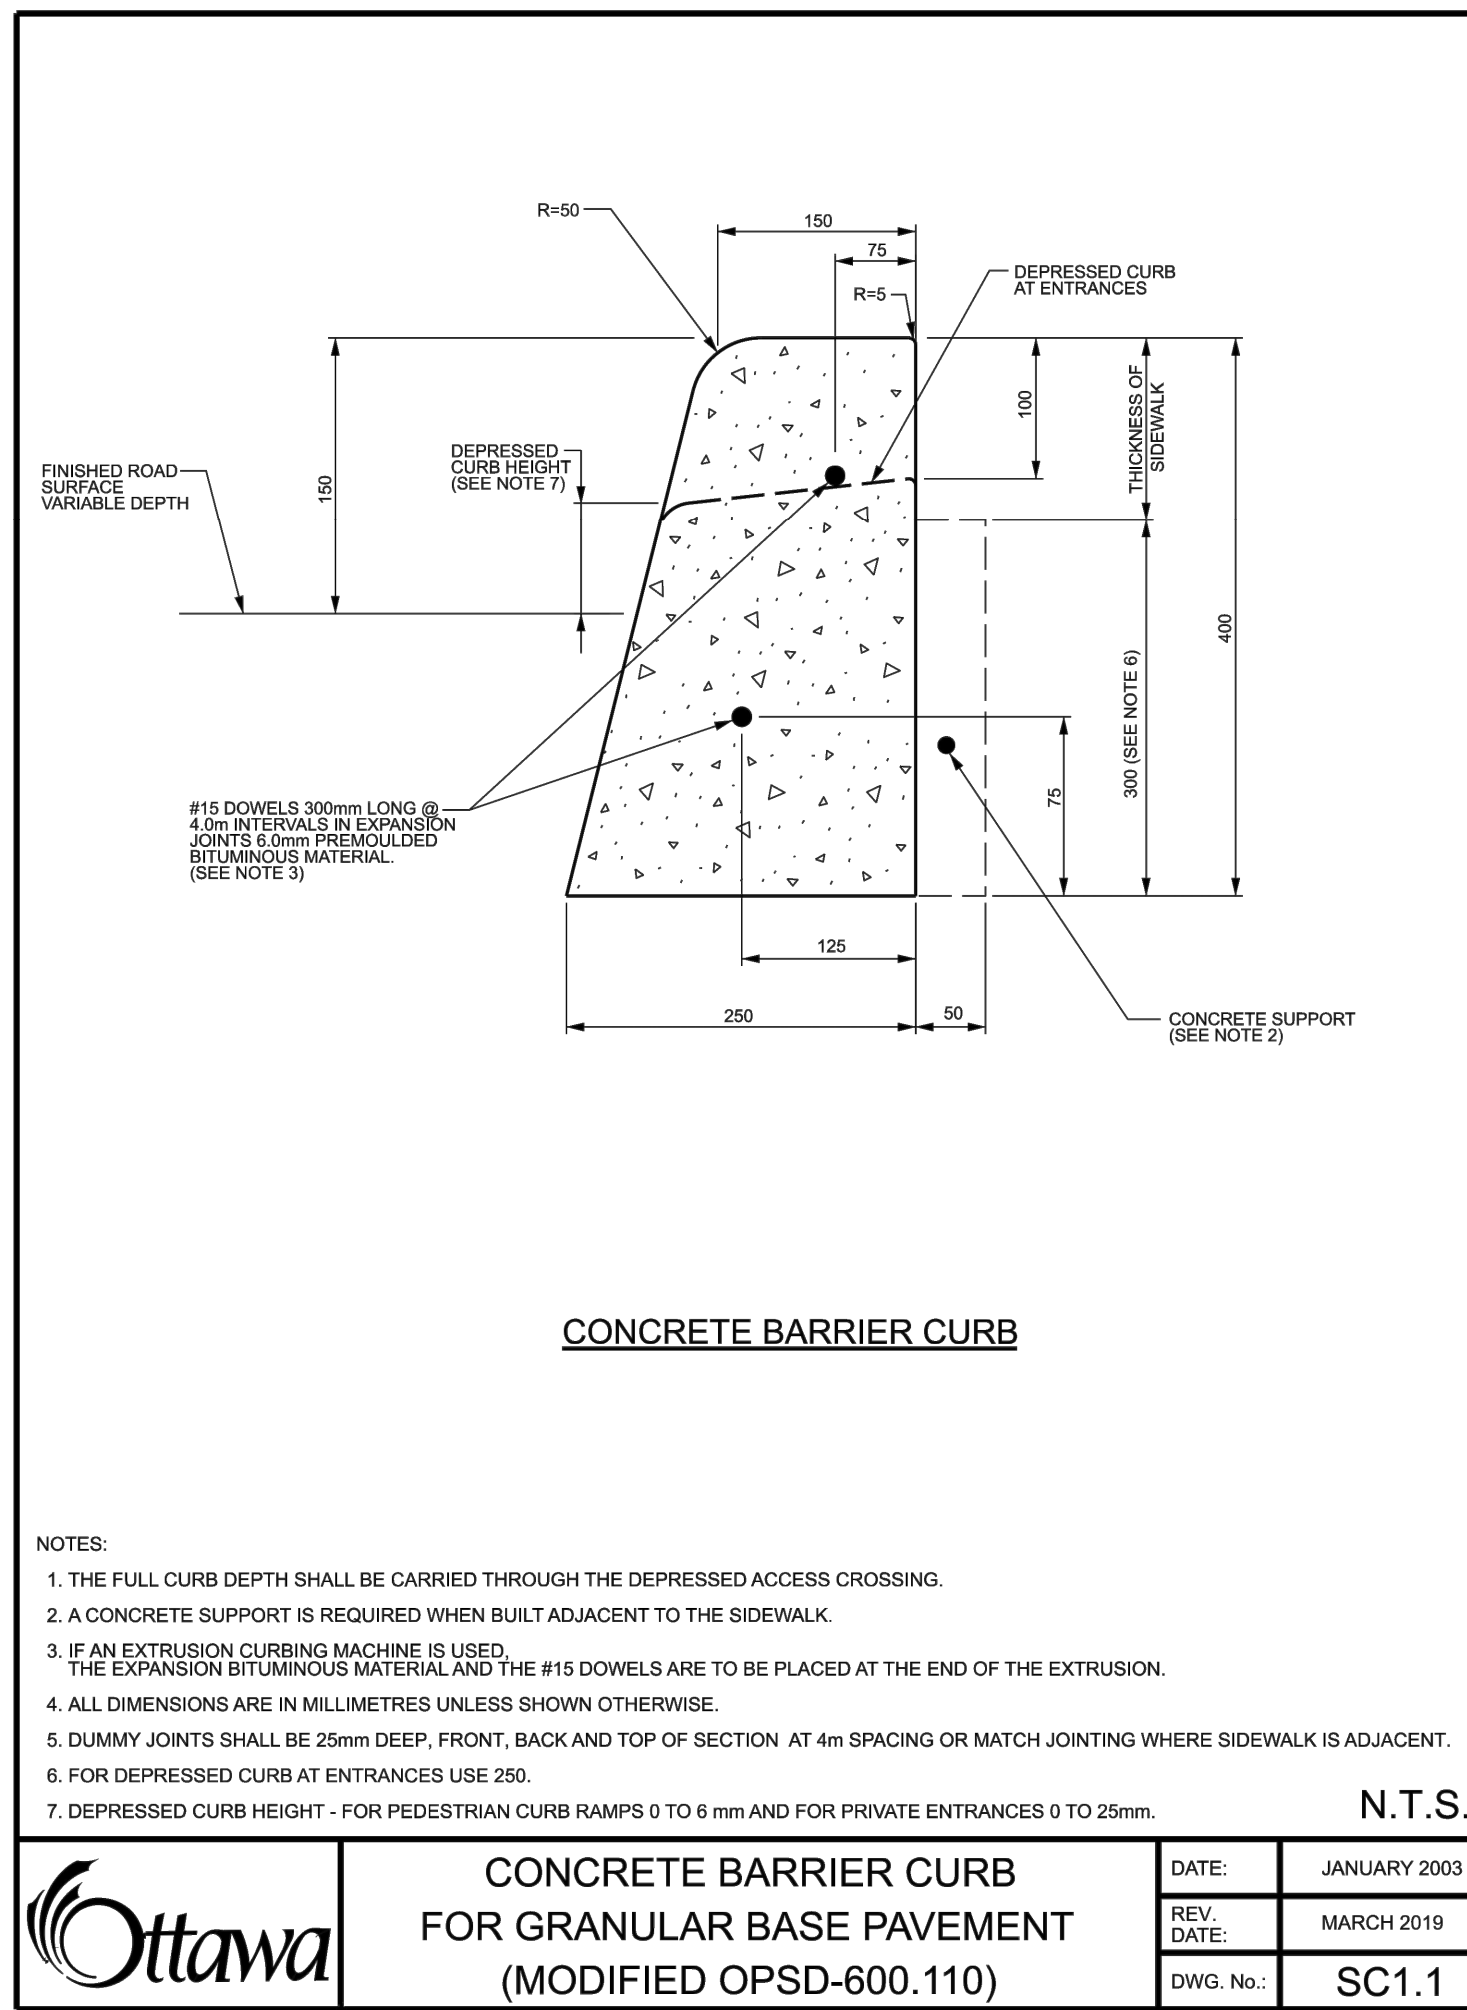 R=50
150
75
R=5
DEPRESSED CURB
AT ENTRANCES
150
100
THICKNESS OF
SIDEWALK
FINISHED ROAD
SURFACE
VARIABLE DEPTH
DEPRESSED
CURB HEIGHT
(SEE NOTE 7)
400
300 (SEE NOTE 6)
75
#15 DOWELS 300mm LONG @
4.0m INTERVALS IN EXPANSION
JOINTS 6.0mm PREMOULDED
BITUMINOUS MATERIAL.
(SEE NOTE 3)
125
250
50
CONCRETE SUPPORT
(SEE NOTE 2)
CONCRETE BARRIER CURB
NOTES:
1. THE FULL CURB DEPTH SHALL BE CARRIED THROUGH THE DEPRESSED ACCESS CROSSING.
2. A CONCRETE SUPPORT IS REQUIRED WHEN BUILT ADJACENT TO THE SIDEWALK.
3. IF AN EXTRUSION CURBING MACHINE IS USED,
THE EXPANSION BITUMINOUS MATERIAL AND THE #15 DOWELS ARE TO BE PLACED AT THE END OF THE EXTRUSION.
4. ALL DIMENSIONS ARE IN MILLIMETRES UNLESS SHOWN OTHERWISE.
5. DUMMY JOINTS SHALL BE 25mm DEEP, FRONT, BACK AND TOP OF SECTION AT 4m SPACING OR MATCH JOINTING WHERE SIDEWALK IS ADJACENT.
6. FOR DEPRESSED CURB AT ENTRANCES USE 250.
7. DEPRESSED CURB HEIGHT - FOR PEDESTRIAN CURB RAMPS 0 TO 6 mm AND FOR PRIVATE ENTRANCES 0 TO 25mm.
N.T.S.
Ottawa
CONCRETE BARRIER CURB
FOR GRANULAR BASE PAVEMENT
(MODIFIED OPSD-600.110)
DATE:
JANUARY 2003
REV.
DATE:
MARCH 2019
DWG. No.:
SC1.1